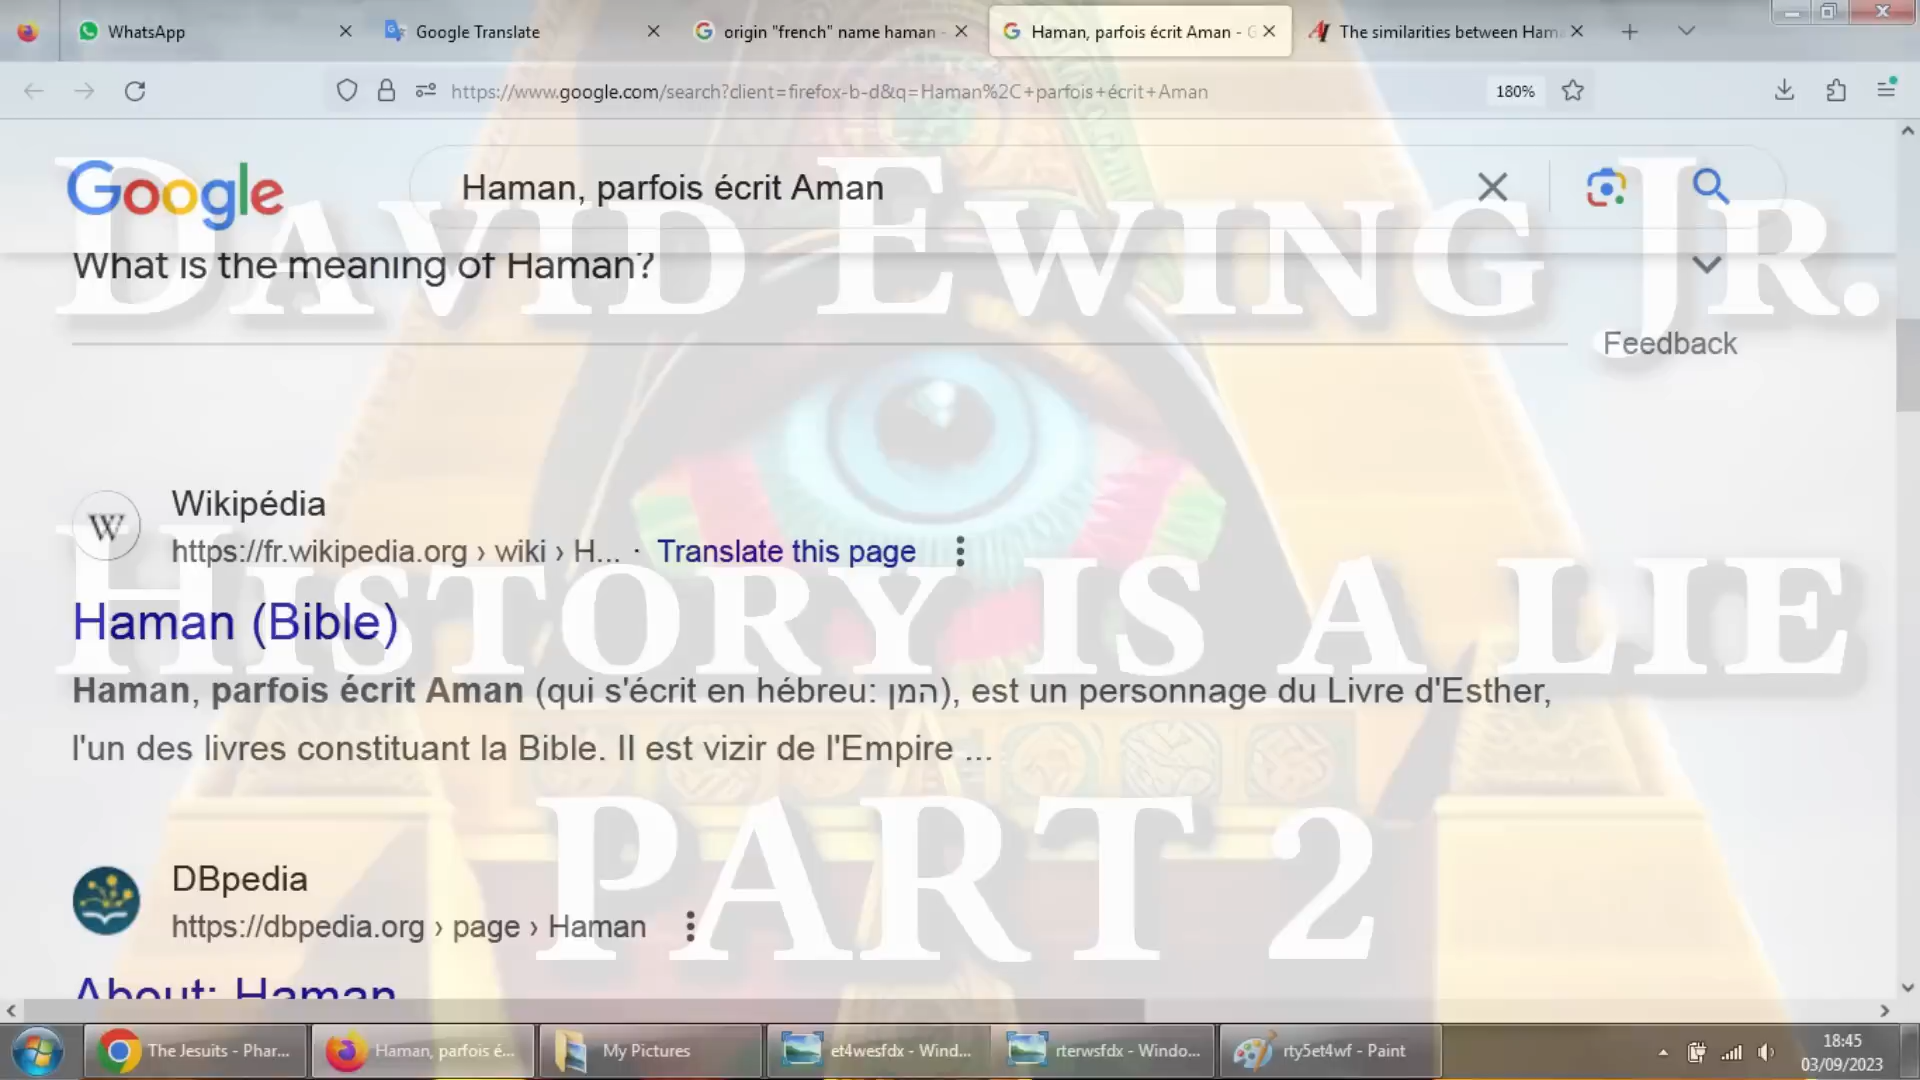 WhatsApp
Google Translate
origin "french" name haman -
Haman, parfois écrit Aman - G
The similarities between Ham
https://www.google.com/search?client=firefox-b-d&q=Haman%2C+parfois+écrit+Aman
180%
Google
Haman, parfois écrit Aman
DAVID EWING JR.
What is the meaning of Haman?
Feedback
Wikipédia
https://fr.wikipedia.org › wiki › H... · Translate this page
HISTORY IS A LIE
Haman (Bible)
Haman, parfois écrit Aman (qui s'écrit en hébreu: המן), est un personnage du Livre d'Esther,
l'un des livres constituant la Bible. Il est vizir de l'Empire ...
PART 2
DBpedia
https://dbpedia.org › page › Haman
About: Haman
The Jesuits - Phar...
Haman, parfois é...
My Pictures
et4wesfdx - Wind...
rterwsfdx - Windo...
rty5et4wf - Paint
18:45
03/09/2023